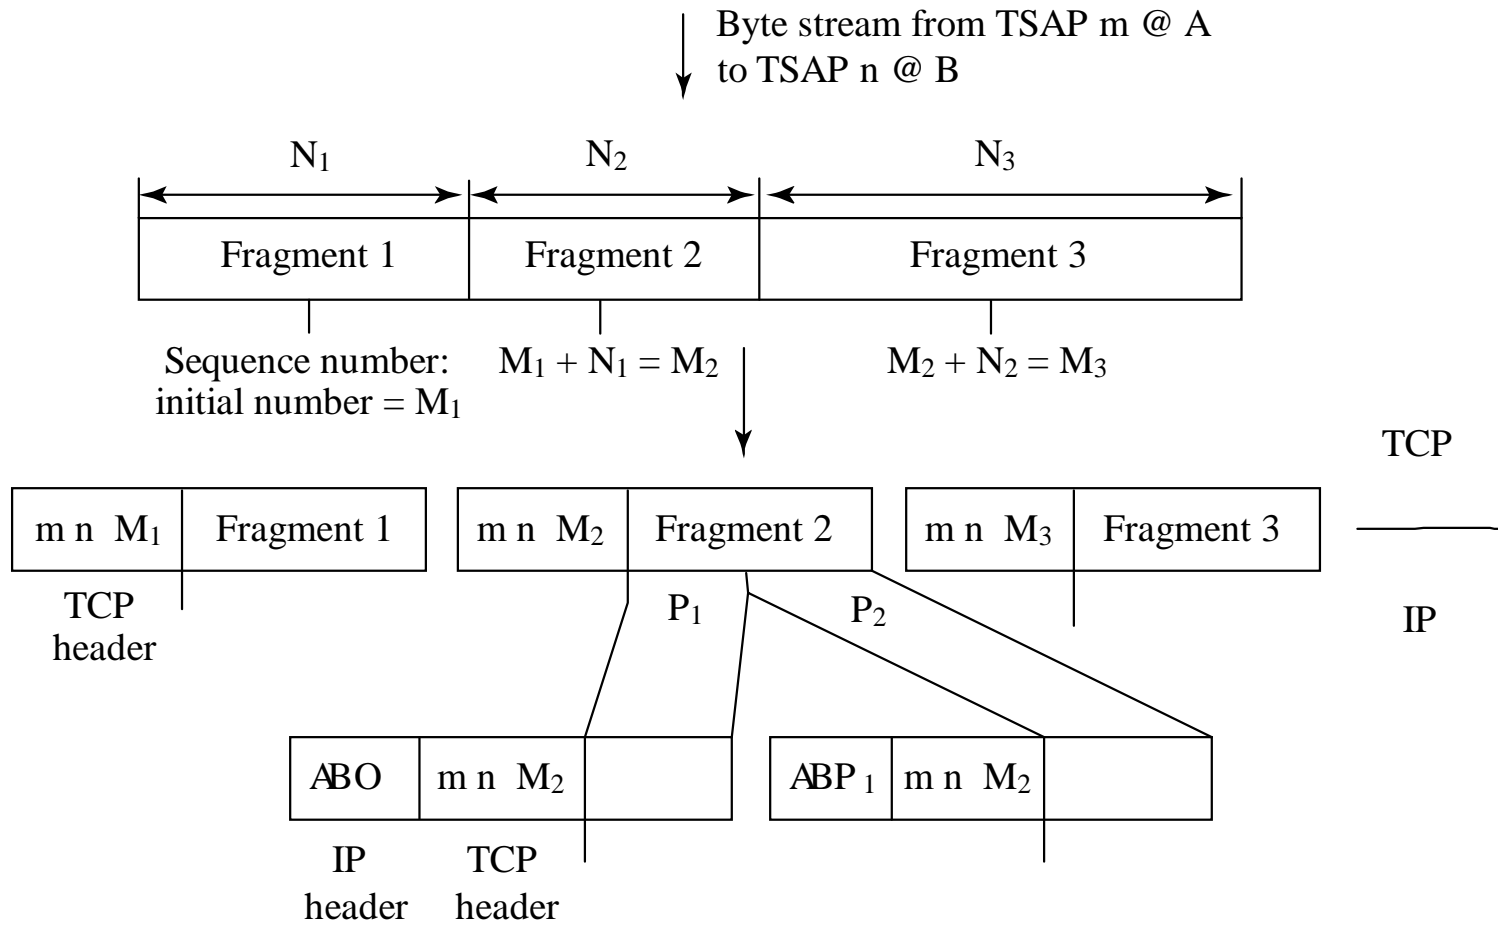 Byte stream from TSAP m @ A
to TSAP n @ B
N1 N2 N3
Fragment 1 Fragment 2 Fragment 3
Sequence number: M1 + N1 = M2 M2 + N2 = M3
initial number = M1
TCP
m n M1 Fragment 1 m n M2 Fragment 2 m n M3 Fragment 3
TCP P1 P2 IP
header
ABO m n M2 ABP1 m n M2
IP TCP
header header